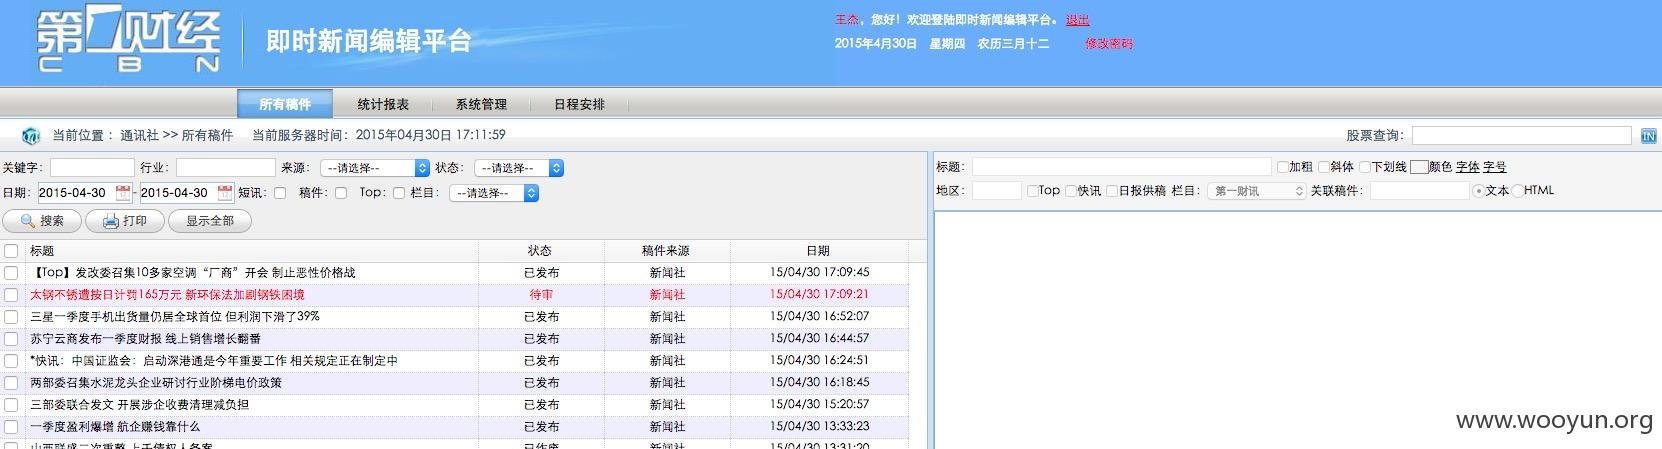 第一财经
CBN
即时新闻编辑平台
王杰，您好！欢迎登陆即时新闻编辑平台。 退出
2015年4月30日 星期四 农历三月十二 修改密码
所有稿件 统计报表 系统管理 日程安排
当前位置：通讯社 >> 所有稿件 当前服务器时间：2015年04月30日 17:11:59
股票查询：
关键字： 行业： 来源： --请选择-- 状态： --请选择--
日期： 2015-04-30 - 2015-04-30 短讯： 稿件： Top： 栏目： --请选择--
搜索 打印 显示全部
标题： 加粗 斜体 下划线 颜色 字体 字号
地区： Top 快讯 日报供稿 栏目： 第一财讯 关联稿件： 文本 HTML
标题 状态 稿件来源 日期
【Top】发改委召集10多家空调“厂商”开会 制止恶性价格战 已发布 新闻社 15/04/30 17:09:45
太钢不锈遭按日计罚165万元 新环保法加剧钢铁困境 待审 新闻社 15/04/30 17:09:21
三星一季度手机出货量仍居全球首位 但利润下滑了39% 已发布 新闻社 15/04/30 16:52:07
苏宁云商发布一季度财报 线上销售增长翻番 已发布 新闻社 15/04/30 16:44:57
*快讯：中国证监会：启动深港通是今年重要工作 相关规定正在制定中 已发布 新闻社 15/04/30 16:24:51
两部委召集水泥龙头企业研讨行业阶梯电价政策 已发布 新闻社 15/04/30 16:18:45
三部委联合发文 开展涉企收费清理减负担 已发布 新闻社 15/04/30 15:20:57
一季度盈利爆增 航企赚钱靠什么 已发布 新闻社 15/04/30 13:33:23
www.wooyun.org